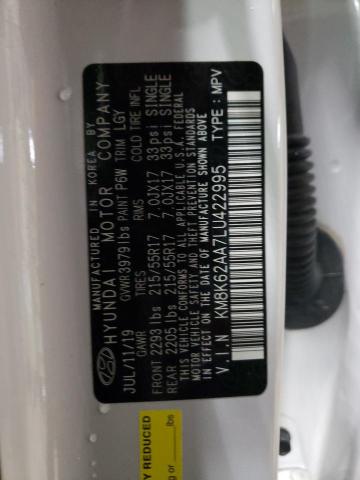 MANUFACTURED IN KOREA BY
HYUNDAI MOTOR COMPANY
JUL/11/19 GVWR 3979 lbs PAINT P6W TRIM LGY
GAWR TIRES RIMS COLD TIRE INFL
FRONT 2293 lbs 215/55R17 7.0JX17 33psi SINGLE
REAR 2205 lbs 215/55R17 7.0JX17 33psi SINGLE
THIS VEHICLE CONFORMS TO ALL APPLICABLE U.S.A. FEDERAL
MOTOR VEHICLE SAFETY AND THEFT PREVENTION
STANDARDS IN EFFECT ON THE DATE OF MANUFACTURE SHOWN ABOVE
V.I.N KM8K62AA7LU422995 TYPE: MPV
Y REDUCED
g or lbs